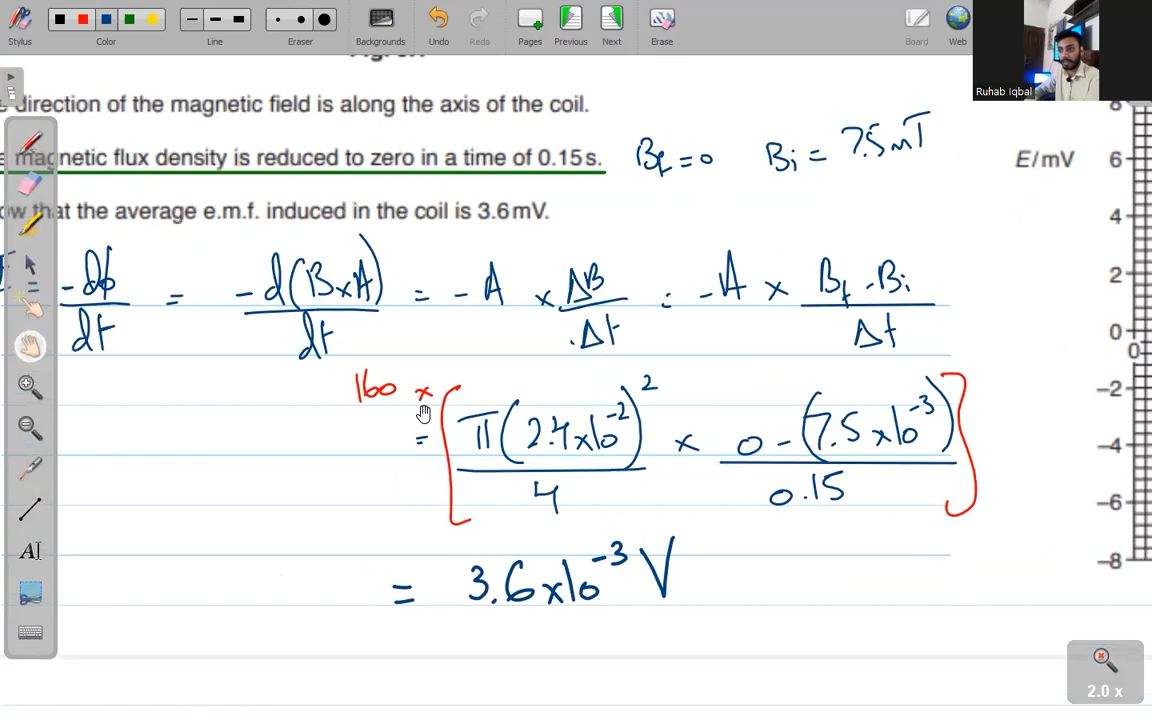 Stylus
Color
Line
Eraser
Backgrounds
Undo
Redo
Pages
Previous
Next
Erase
Board
Web
Ruhab Iqbal
direction of the magnetic field is along the axis of the coil.
magnetic flux density is reduced to zero in a time of 0.15 s.
Bf = 0 Bi = 7.5 mT
ow that the average e.m.f. induced in the coil is 3.6 mV.
= -dϕ/dt = -d(B×A)/dt = -A × ΔB/.Δt : -A × Bf - Bi/Δt
160 ×
= [π(2.4×10⁻²)²/4 × 0 - (7.5×10⁻³)/0.15]
= 3.6×10⁻³ V
E/mV
8
6
4
2
0
0
−2
−4
−6
−8
AI
2.0 x